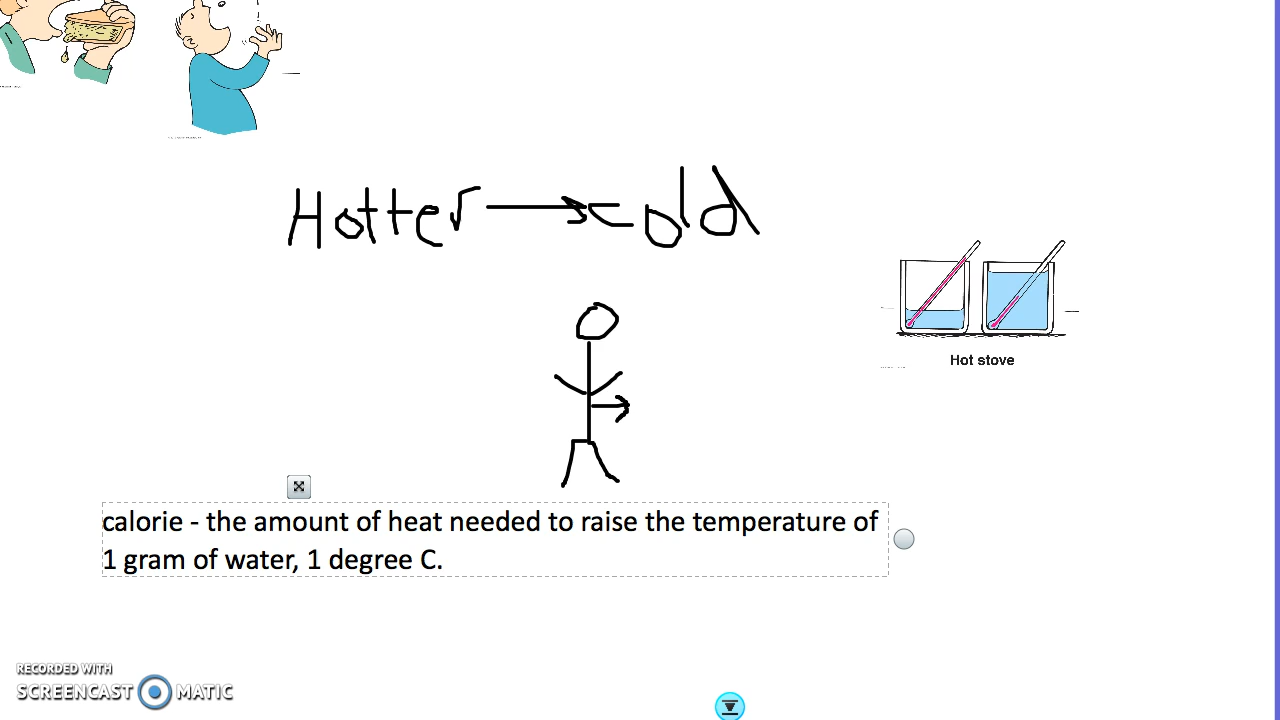 Hotter → cold
Hot stove
calorie - the amount of heat needed to raise the temperature of
1 gram of water, 1 degree C.
RECORDED WITH
SCREENCAST MATIC